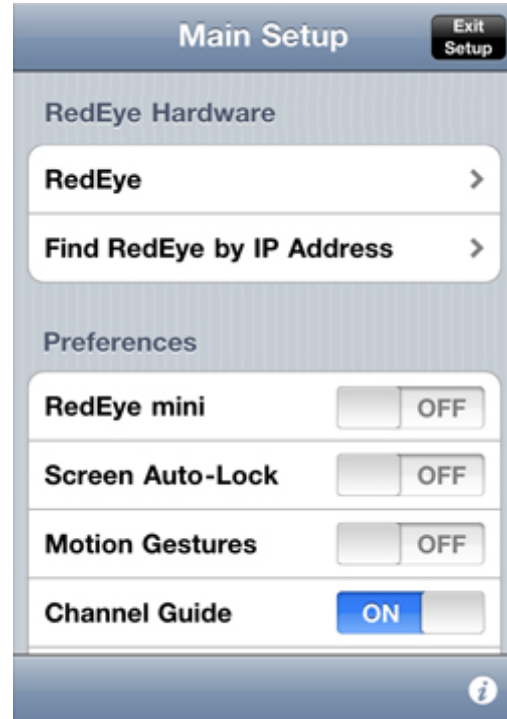 Main Setup
Exit
Setup
RedEye Hardware
RedEye
Find RedEye by IP Address
Preferences
RedEye mini OFF
Screen Auto-Lock OFF
Motion Gestures OFF
Channel Guide ON
i